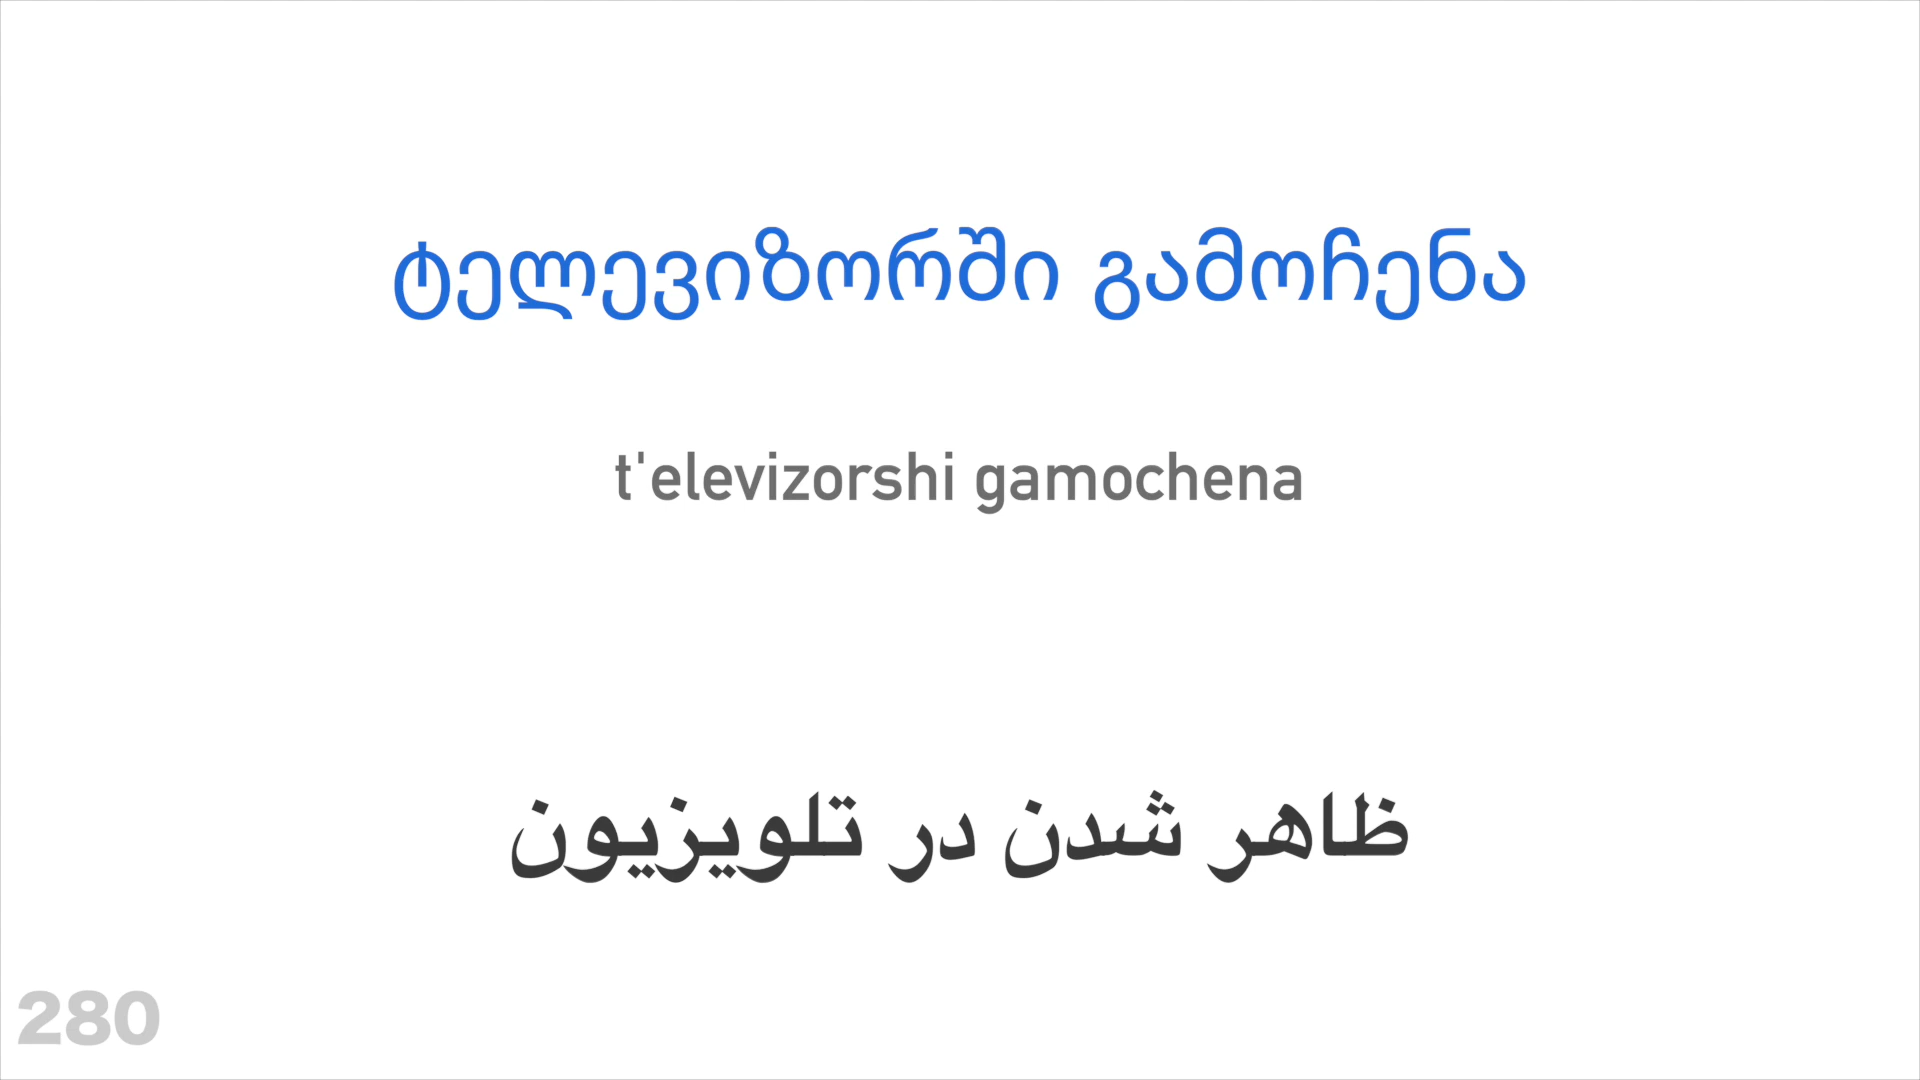 ტელევიზორში გამოჩენა
t'elevizorshi gamochena
ظاهر شدن در تلویزیون
280